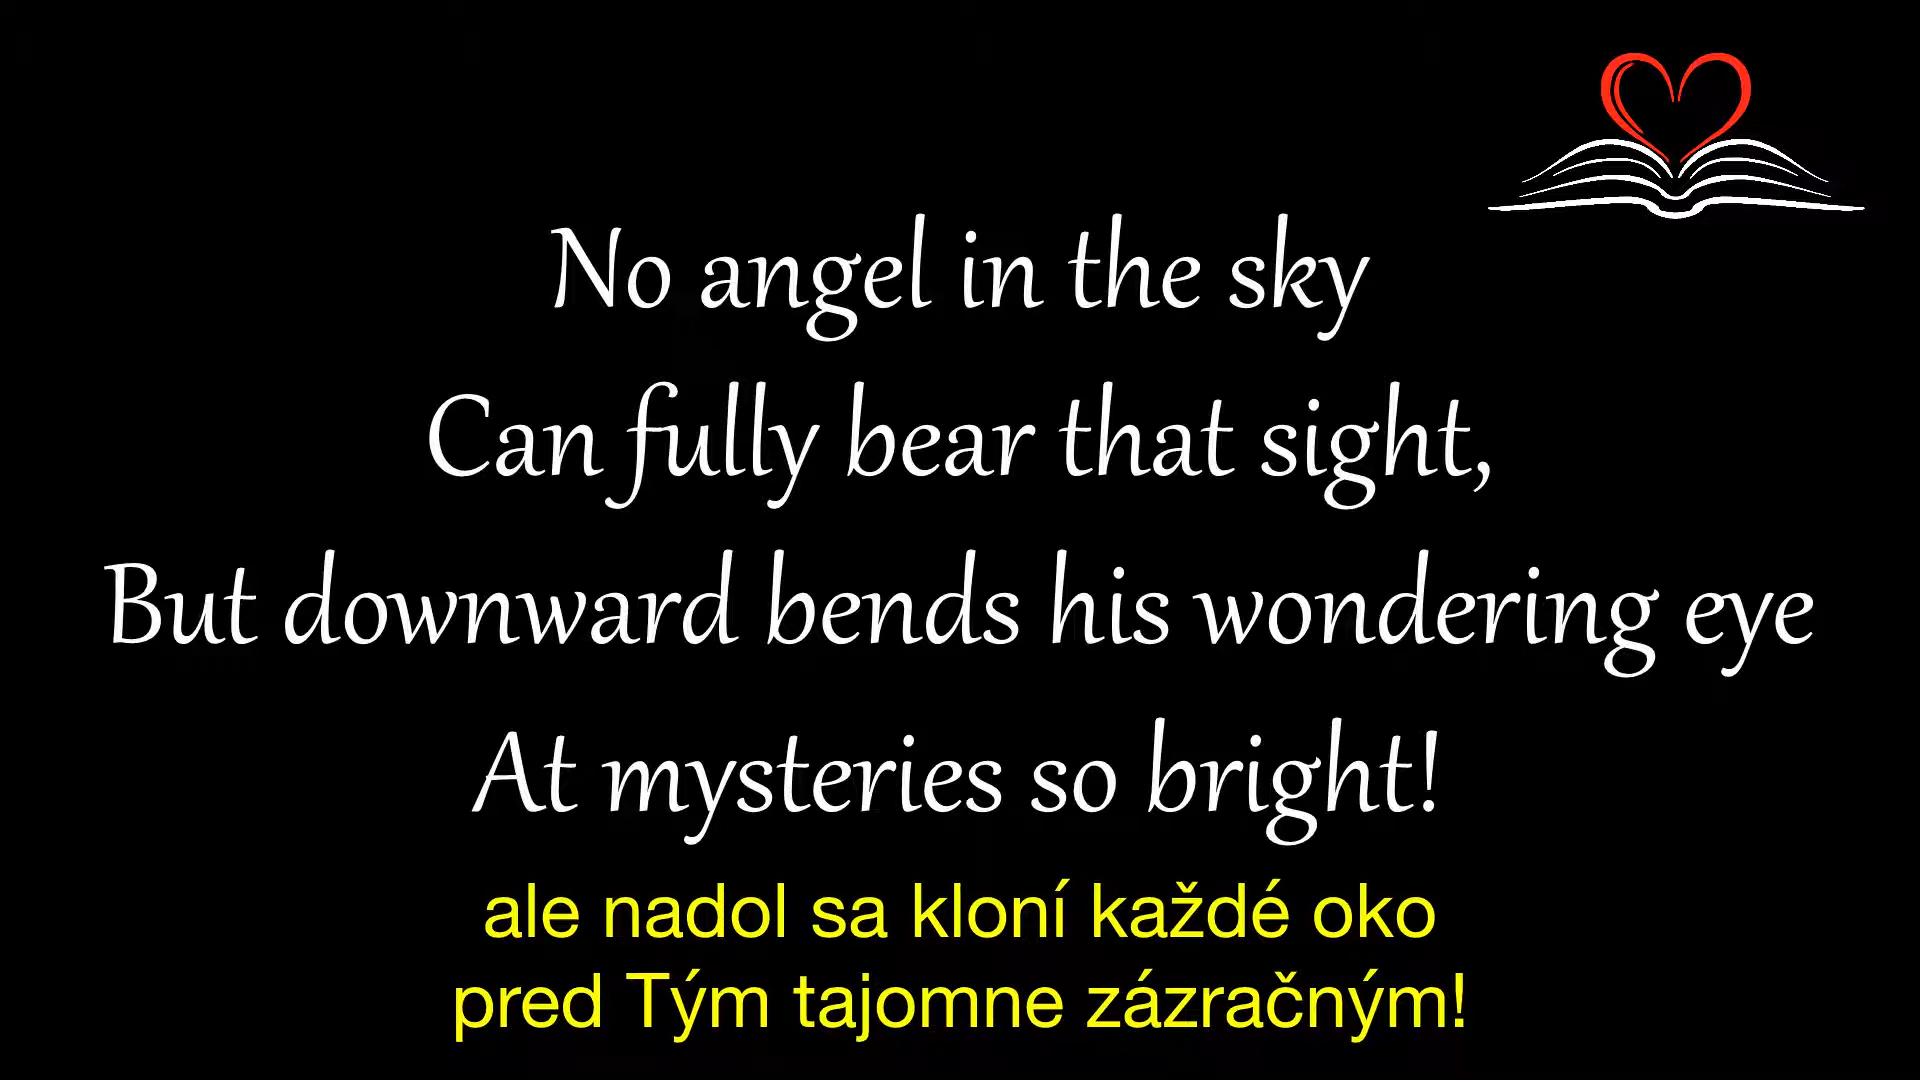 No angel in the sky
Can fully bear that sight,
But downward bends his wondering eye
At mysteries so bright!
ale nadol sa kloní každé oko
pred Tým tajomne zázračným!